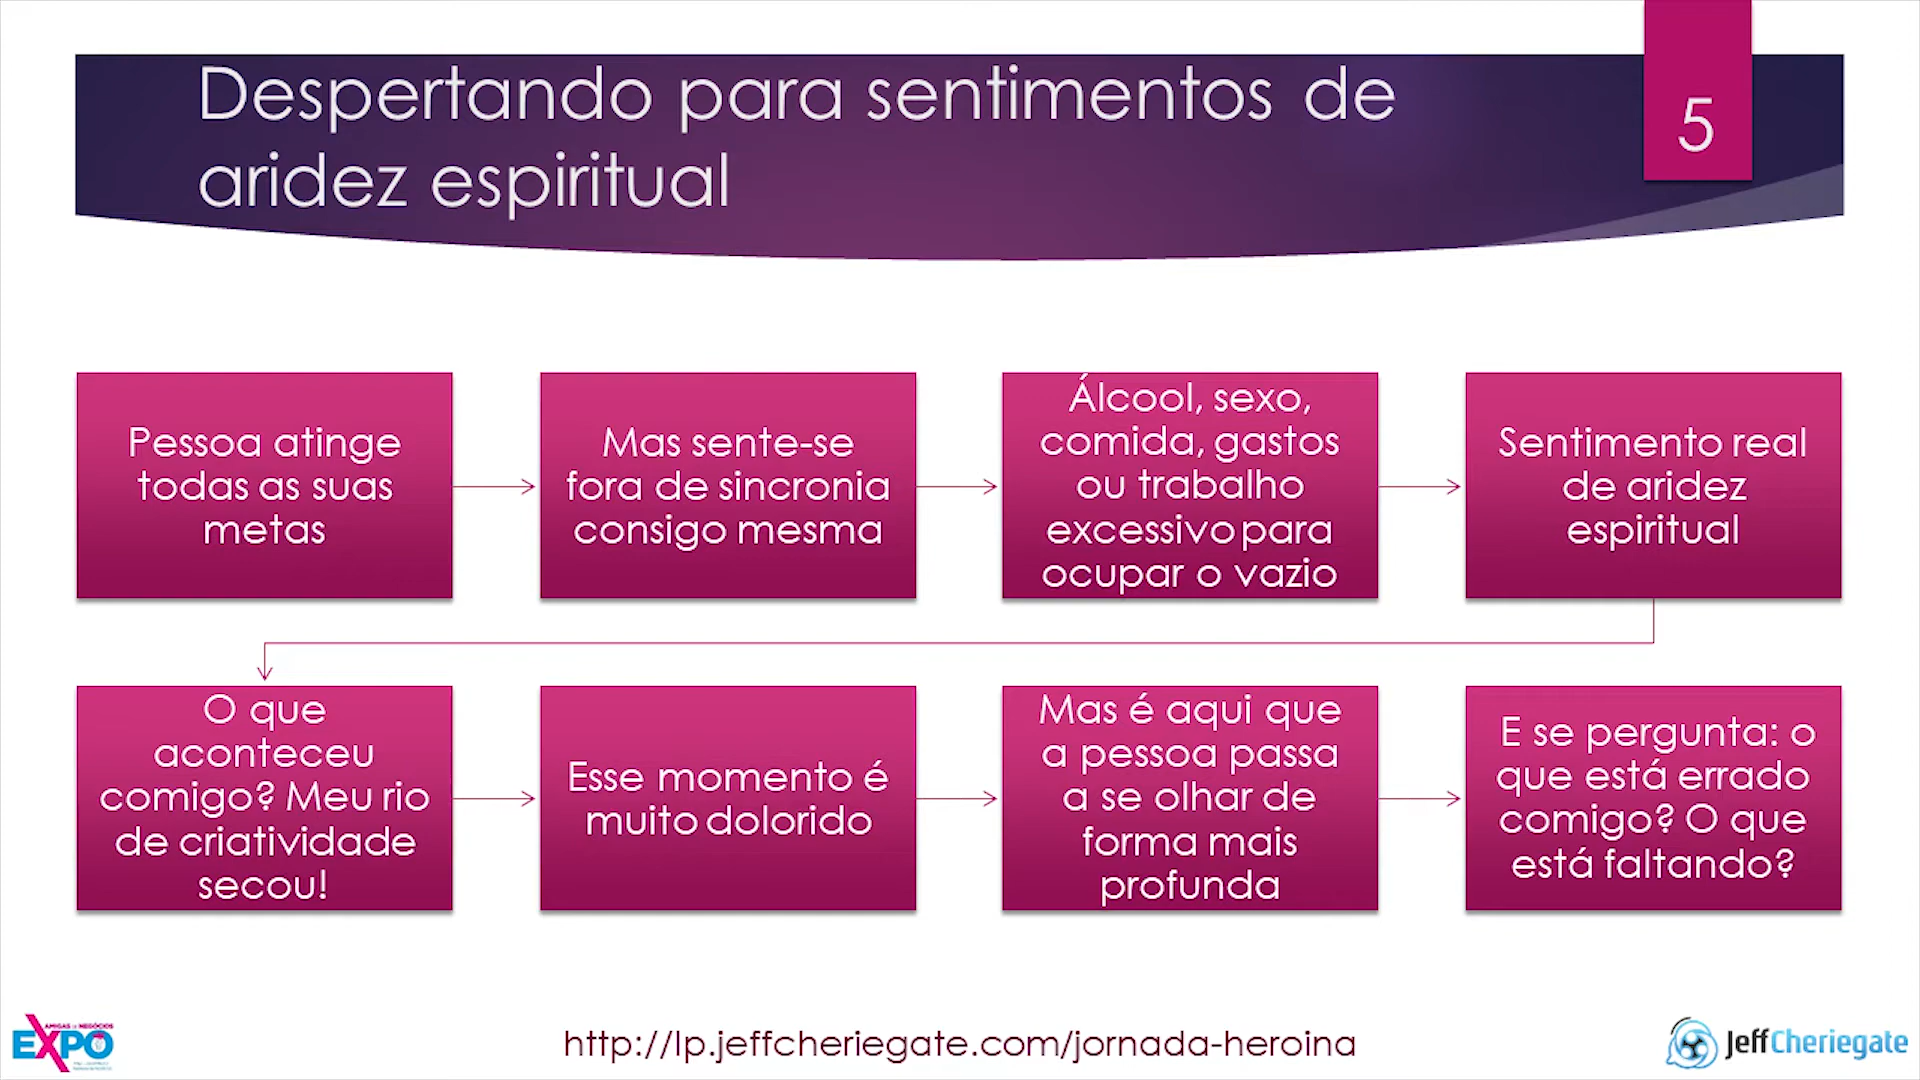 Despertando para sentimentos de
aridez espiritual
5
Pessoa atinge
todas as suas
metas
Mas sente-se
fora de sincronia
consigo mesma
Álcool, sexo,
comida, gastos
ou trabalho
excessivo para
ocupar o vazio
Sentimento real
de aridez
espiritual
O que
aconteceu
comigo? Meu rio
de criatividade
secou!
Esse momento é
muito dolorido
Mas é aqui que
a pessoa passa
a se olhar de
forma mais
profunda
E se pergunta: o
que está errado
comigo? O que
está faltando?
AMIGAS de NEGÓCIOS
EXPO
http://lp.jeffcheriegate.com/jornada-heroina
JeffCheriegate